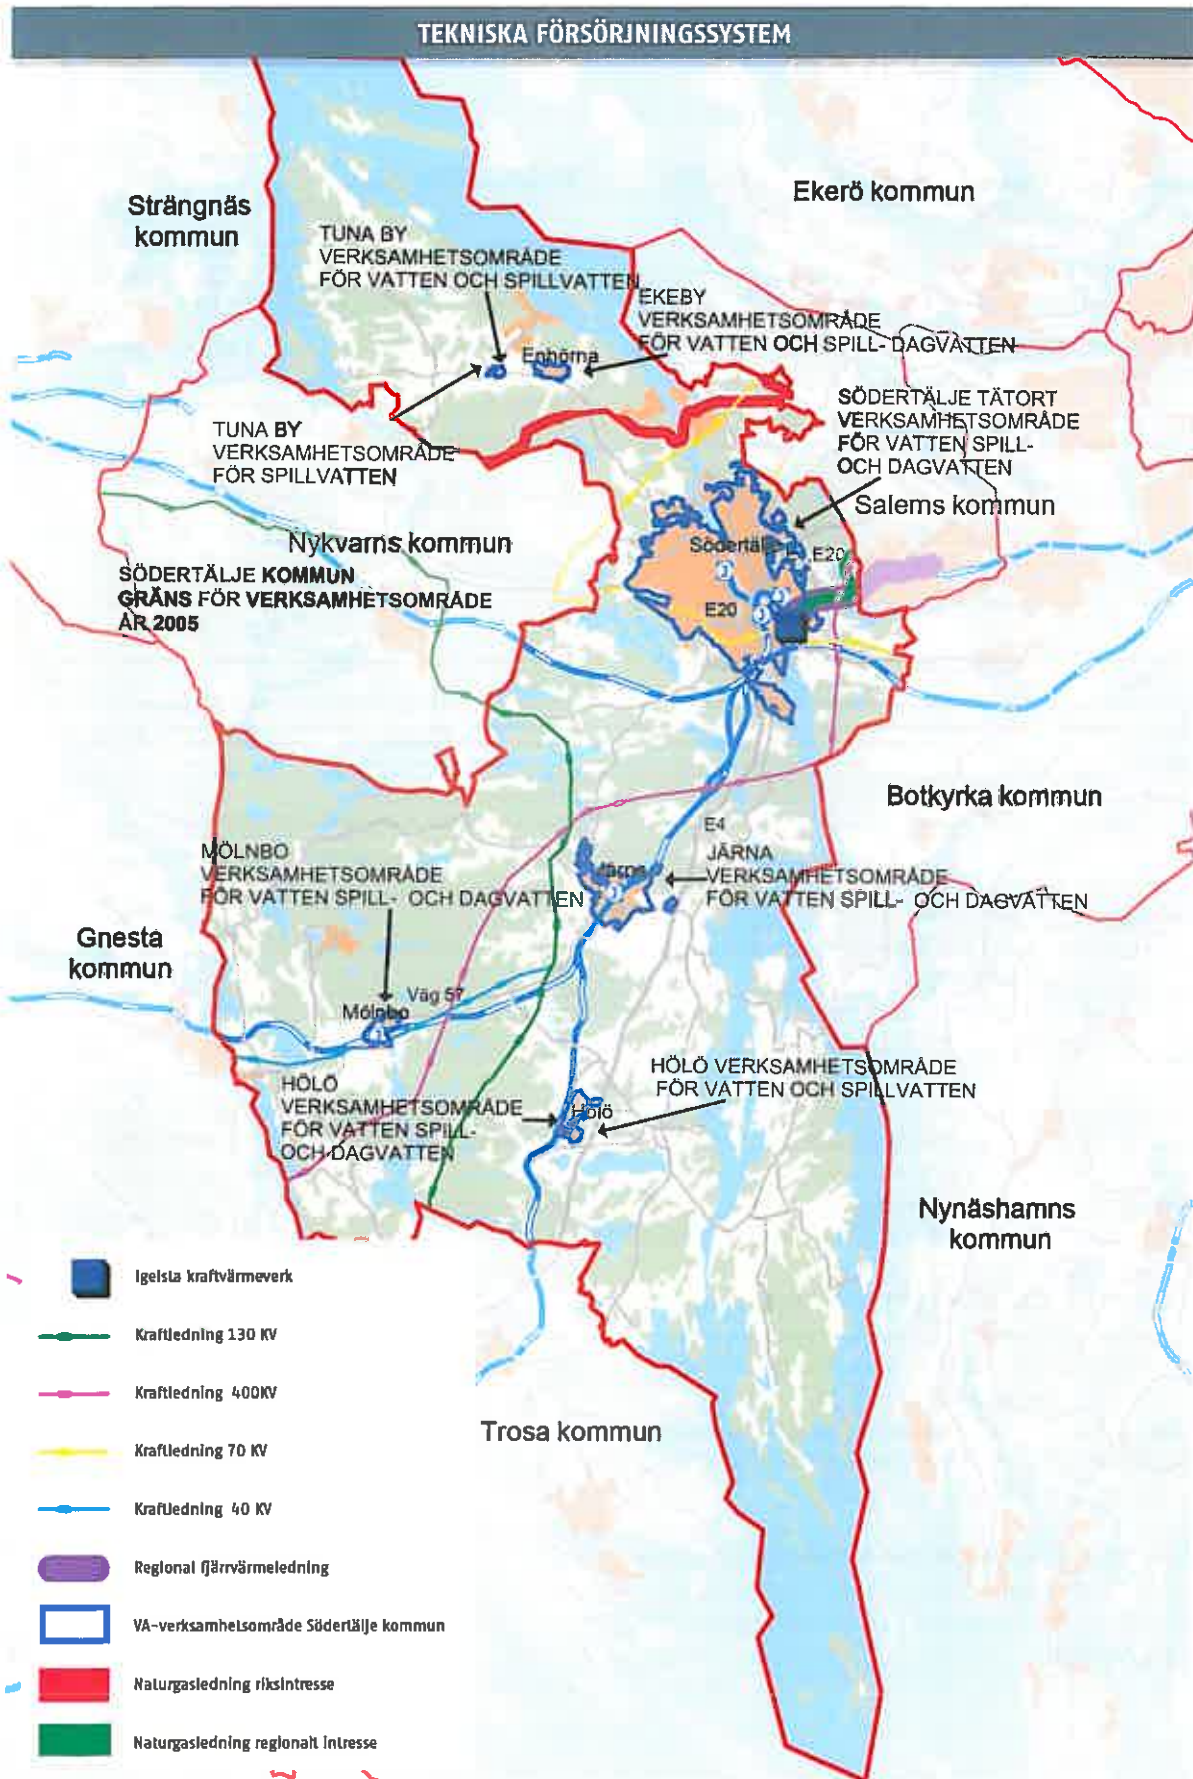 TEKNISKA FÖRSÖRJNINGSSYSTEM
Strängnäs
kommun
Ekerö kommun
TUNA BY
VERKSAMHETSOMRÅDE
FÖR VATTEN OCH SPILLVATTEN
EKEBY
VERKSAMHETSOMRÅDE
FÖR VATTEN OCH SPILL- DAGVATTEN
Enhörna
SÖDERTÄLJE TÄTORT
VERKSAMHETSOMRÅDE
FÖR VATTEN SPILL-
OCH DAGVATTEN
TUNA BY
VERKSAMHETSOMRÅDE
FÖR SPILLVATTEN
Salems kommun
Nykvarns kommun
Södertälje
E20
SÖDERTÄLJE KOMMUN
GRÄNS FÖR VERKSAMHETSOMRÅDE
ÅR 2005
E20
Botkyrka kommun
E4
MÖLNBO
VERKSAMHETSOMRÅDE
FÖR VATTEN SPILL- OCH DAGVATTEN
Järna
JÄRNA
VERKSAMHETSOMRÅDE
FÖR VATTEN SPILL- OCH DAGVATTEN
Gnesta
kommun
Väg 57
Mölnbo
HÖLÖ VERKSAMHETSOMRÅDE
FÖR VATTEN OCH SPILLVATTEN
HÖLÖ
VERKSAMHETSOMRÅDE
FÖR VATTEN SPILL-
OCH DAGVATTEN
Hölö
Nynäshamns
kommun
Trosa kommun
Igelsta kraftvärmeverk
Kraftledning 130 KV
Kraftledning 400KV
Kraftledning 70 KV
Kraftledning 40 KV
Regional fjärrvärmeledning
VA-verksamhetsområde Södertälje kommun
Naturgasledning riksintresse
Naturgasledning regionalt intresse